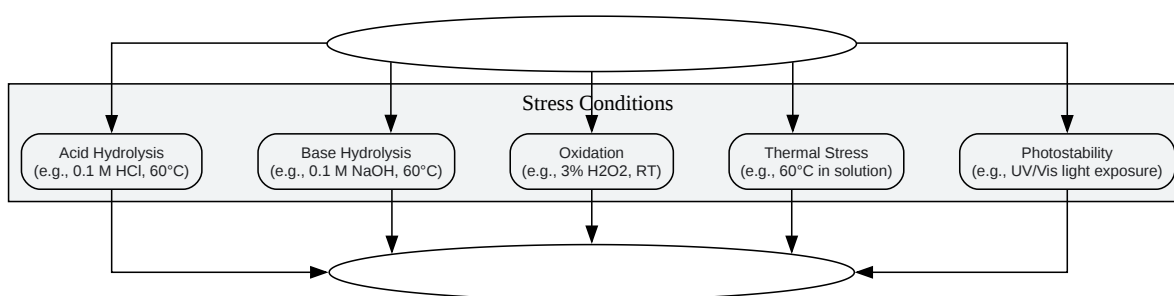 Stress Conditions
Acid Hydrolysis
(e.g., 0.1 M HCl, 60°C)
Base Hydrolysis
(e.g., 0.1 M NaOH, 60°C)
Oxidation
(e.g., 3% H2O2, RT)
Thermal Stress
(e.g., 60°C in solution)
Photostability
(e.g., UV/Vis light exposure)